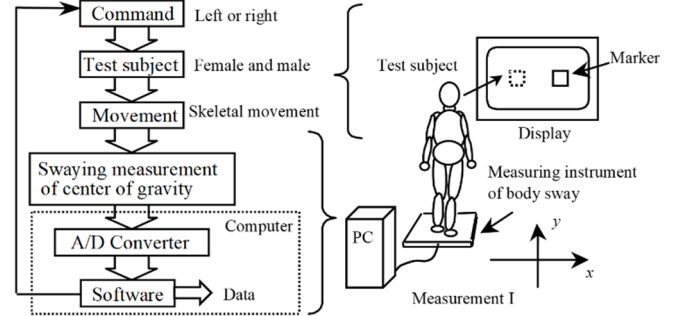 Command
Left or right
Test subject
Female and male
Movement
Skeletal movement
Swaying measurement
of center of gravity
Computer
A/D Converter
Software
Data
Test subject
Marker
Display
Measuring instrument
of body sway
PC
y
x
Measurement I